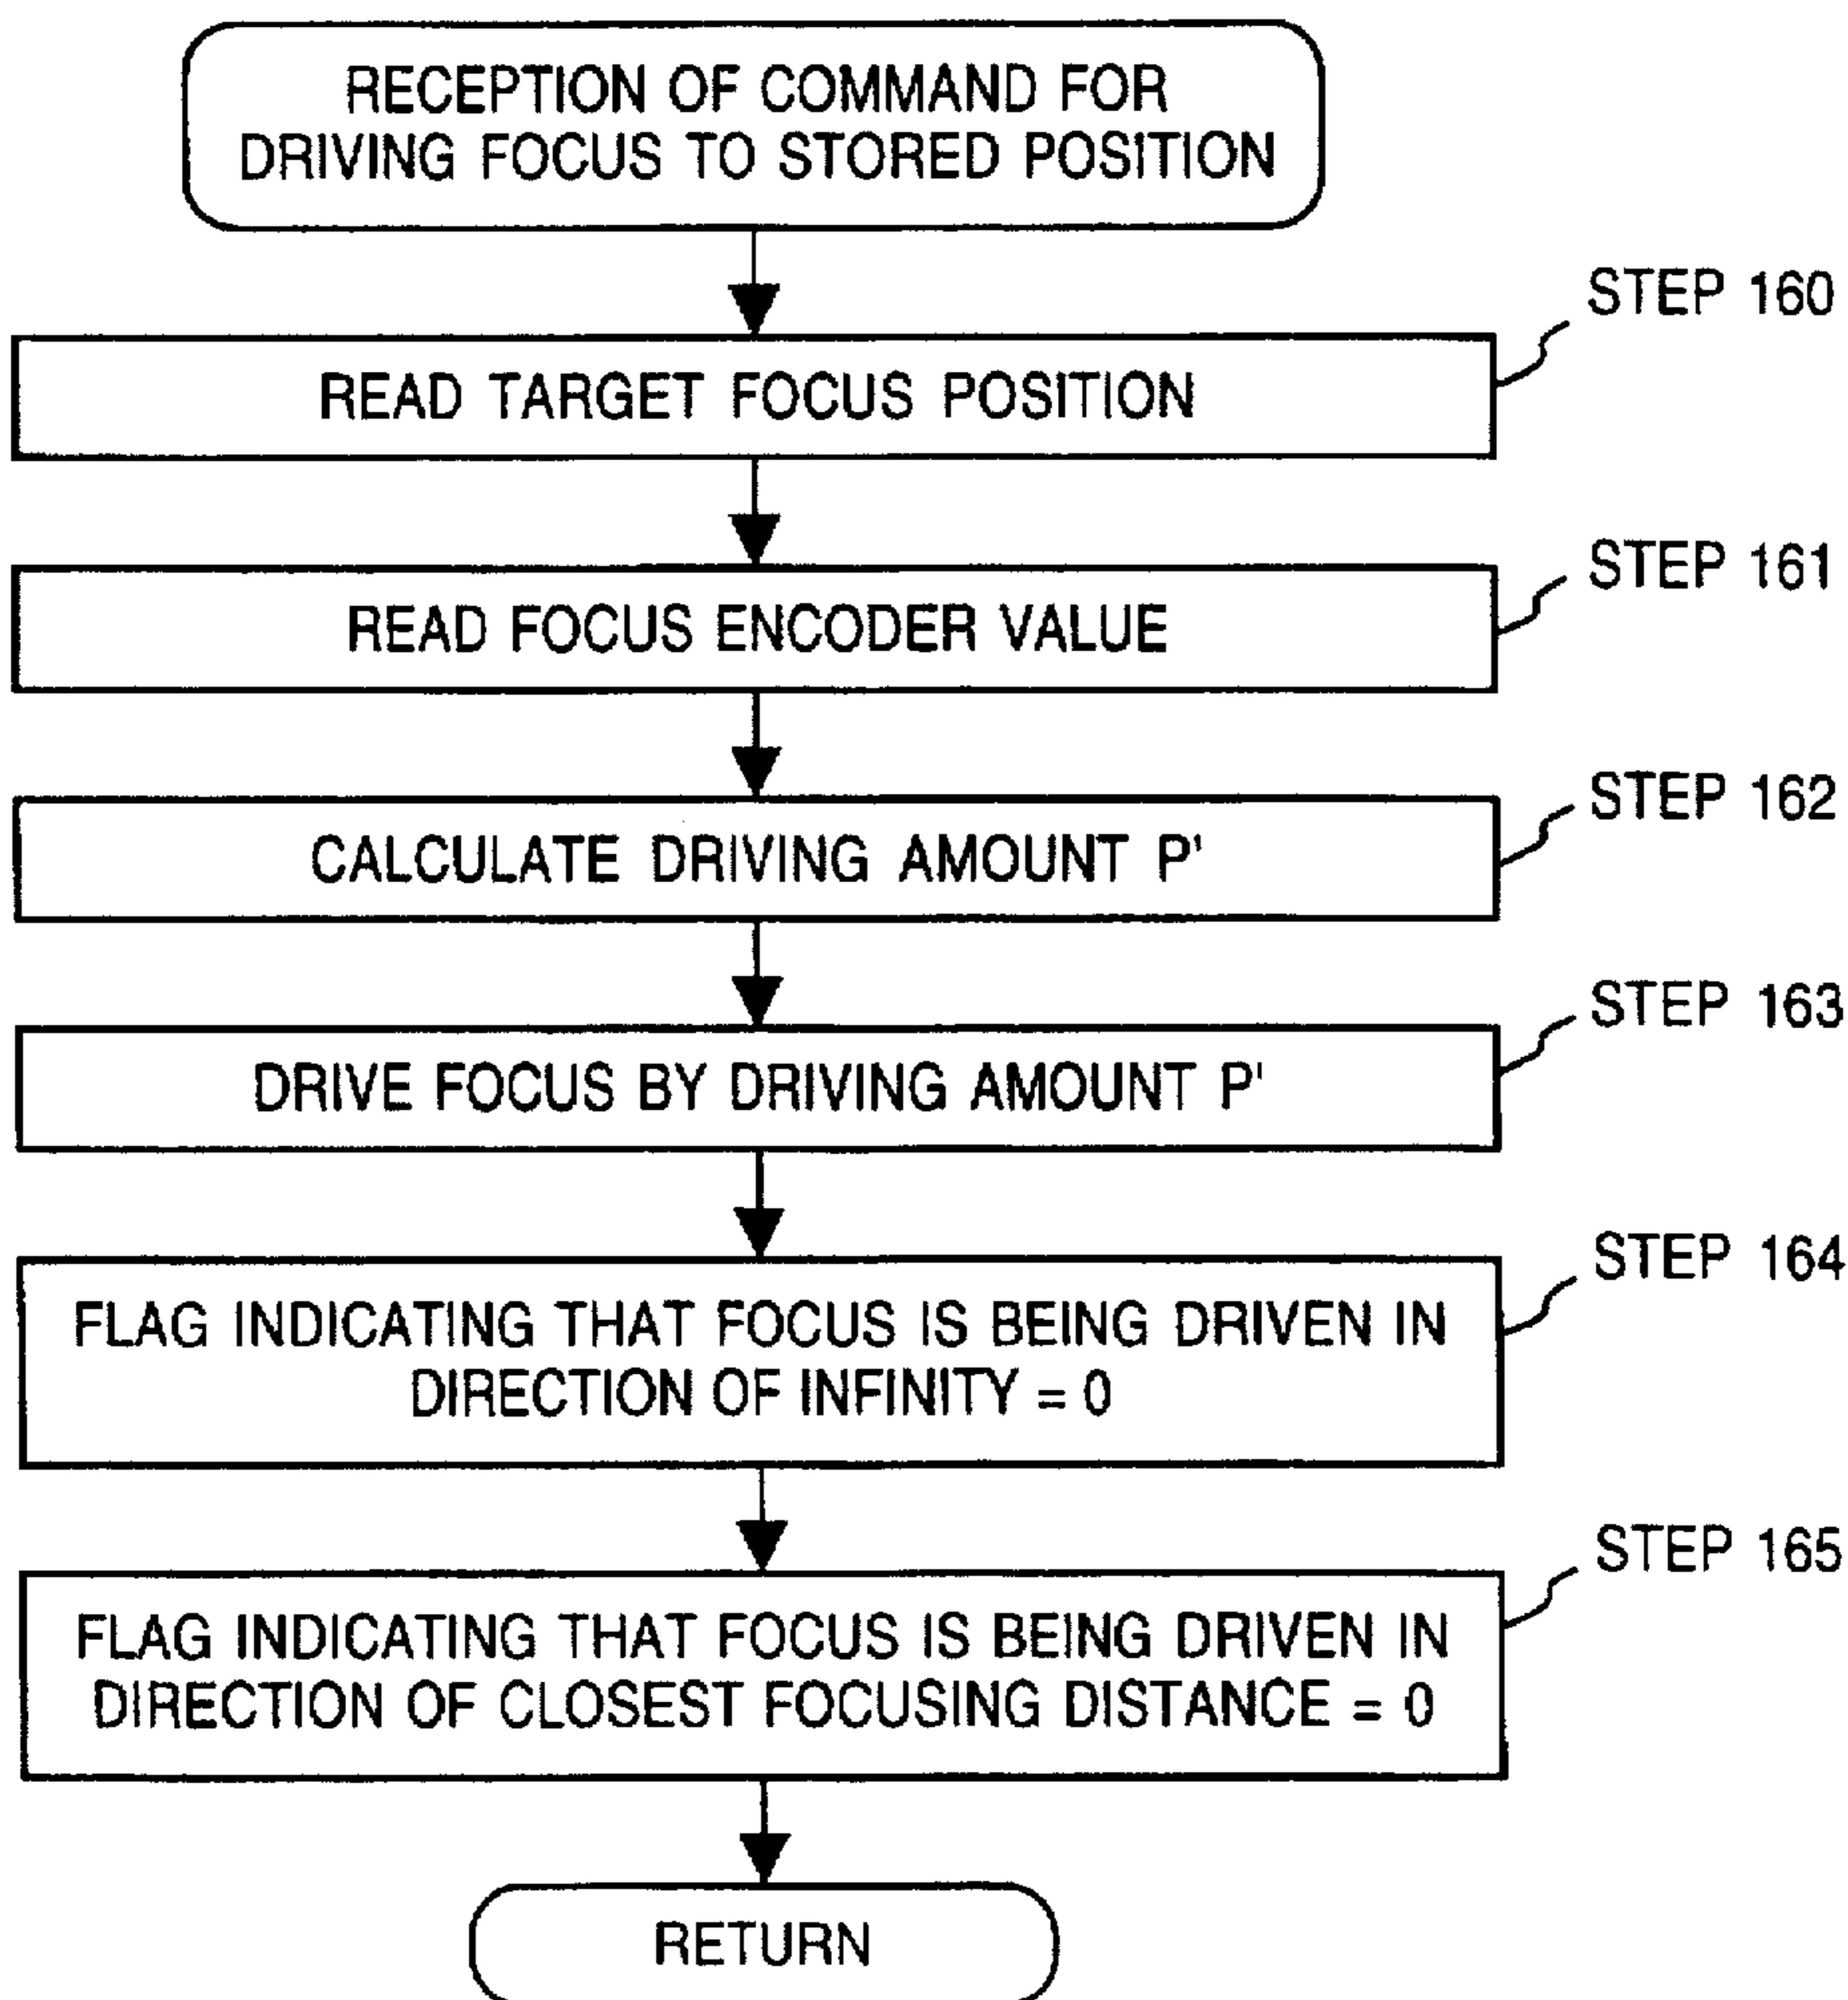 RECEPTION OF COMMAND FOR
DRIVING FOCUS TO STORED POSITION
STEP 160
READ TARGET FOCUS POSITION
STEP 161
READ FOCUS ENCODER VALUE
STEP 162
CALCULATE DRIVING AMOUNT P'
STEP 163
DRIVE FOCUS BY DRIVING AMOUNT P'
STEP 164
FLAG INDICATING THAT FOCUS IS BEING DRIVEN IN
DIRECTION OF INFINITY = 0
STEP 165
FLAG INDICATING THAT FOCUS IS BEING DRIVEN IN
DIRECTION OF CLOSEST FOCUSING DISTANCE = 0
RETURN